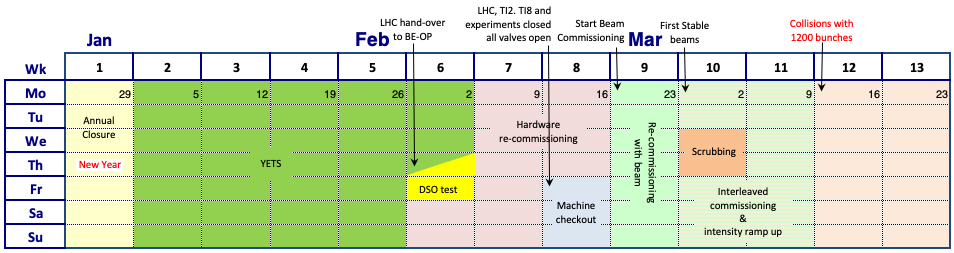 LHC hand-over
to BE-OP
LHC, TI2. TI8 and
experiments closed
all valves open
Start Beam
Commissioning
First Stable
beams
Collisions with
1200 bunches
Jan
Feb
Mar
Wk 1 2 3 4 5 6 7 8 9 10 11 12 13
Mo 29 5 12 19 26 2 9 16 23 2 9 16 23
Tu
We
Th
Fr
Sa
Su
Annual
Closure
New Year
YETS
DSO test
Hardware
re-commissioning
Machine
checkout
Re-commissioning
with beam
Scrubbing
Interleaved
commissioning
&
intensity ramp up